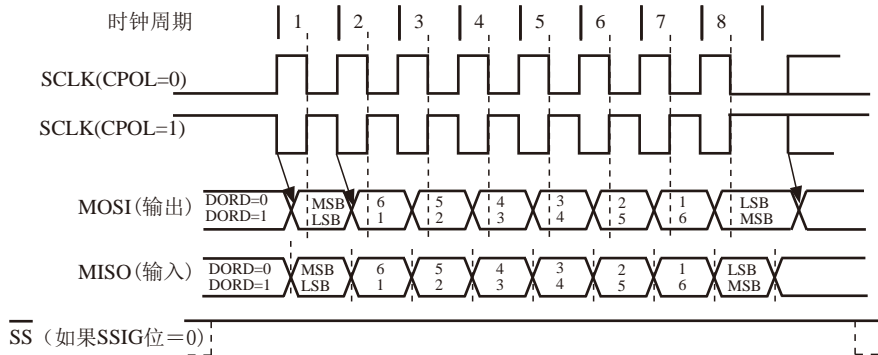 时钟周期 1 2 3 4 5 6 7 8
SCLK(CPOL=0)
SCLK(CPOL=1)
MOSI(输出)
DORD=0 MSB 6 5 4 3 2 1 LSB
DORD=1 LSB 1 2 3 4 5 6 MSB
MISO(输入)
DORD=0 MSB 6 5 4 3 2 1 LSB
DORD=1 LSB 1 2 3 4 5 6 MSB
SS（如果SSIG位＝0)